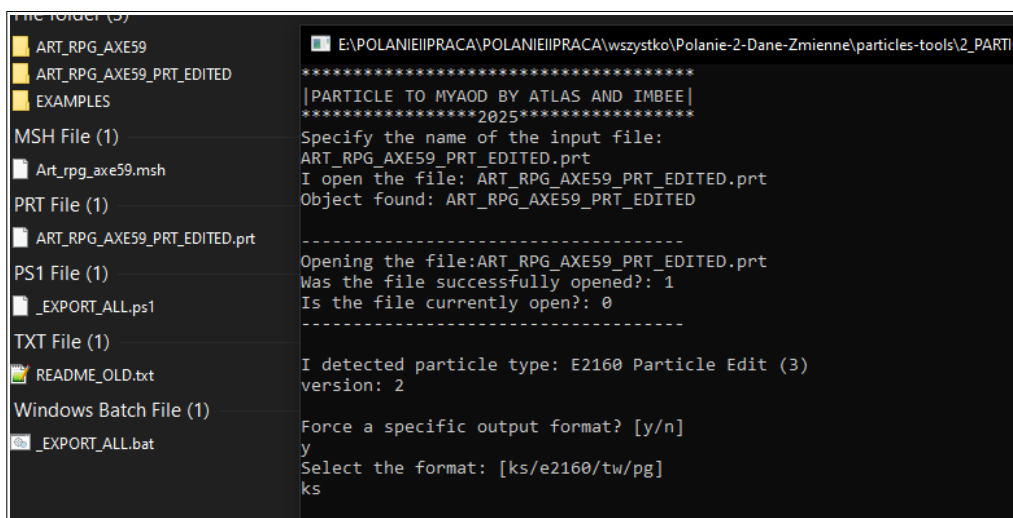 File folder (3)
ART_RPG_AXE59
ART_RPG_AXE59_PRT_EDITED
EXAMPLES
MSH File (1)
Art_rpg_axe59.msh
PRT File (1)
ART_RPG_AXE59_PRT_EDITED.prt
PS1 File (1)
_EXPORT_ALL.ps1
TXT File (1)
README_OLD.txt
Windows Batch File (1)
_EXPORT_ALL.bat
E:\POLANIEIIPRACA\POLANIEIIPRACA\wszystko\Polanie-2-Dane-Zmienne\particles-tools\2_PARTI
**************************************
|PARTICLE TO MYAOD BY ATLAS AND IMBEE|
*****************2025*****************
Specify the name of the input file:
ART_RPG_AXE59_PRT_EDITED.prt
I open the file: ART_RPG_AXE59_PRT_EDITED.prt
Object found: ART_RPG_AXE59_PRT_EDITED
-------------------------------------
Opening the file:ART_RPG_AXE59_PRT_EDITED.prt
Was the file successfully opened?: 1
Is the file currently open?: 0
-------------------------------------
I detected particle type: E2160 Particle Edit (3)
version: 2
Force a specific output format? [y/n]
y
Select the format: [ks/e2160/tw/pg]
ks